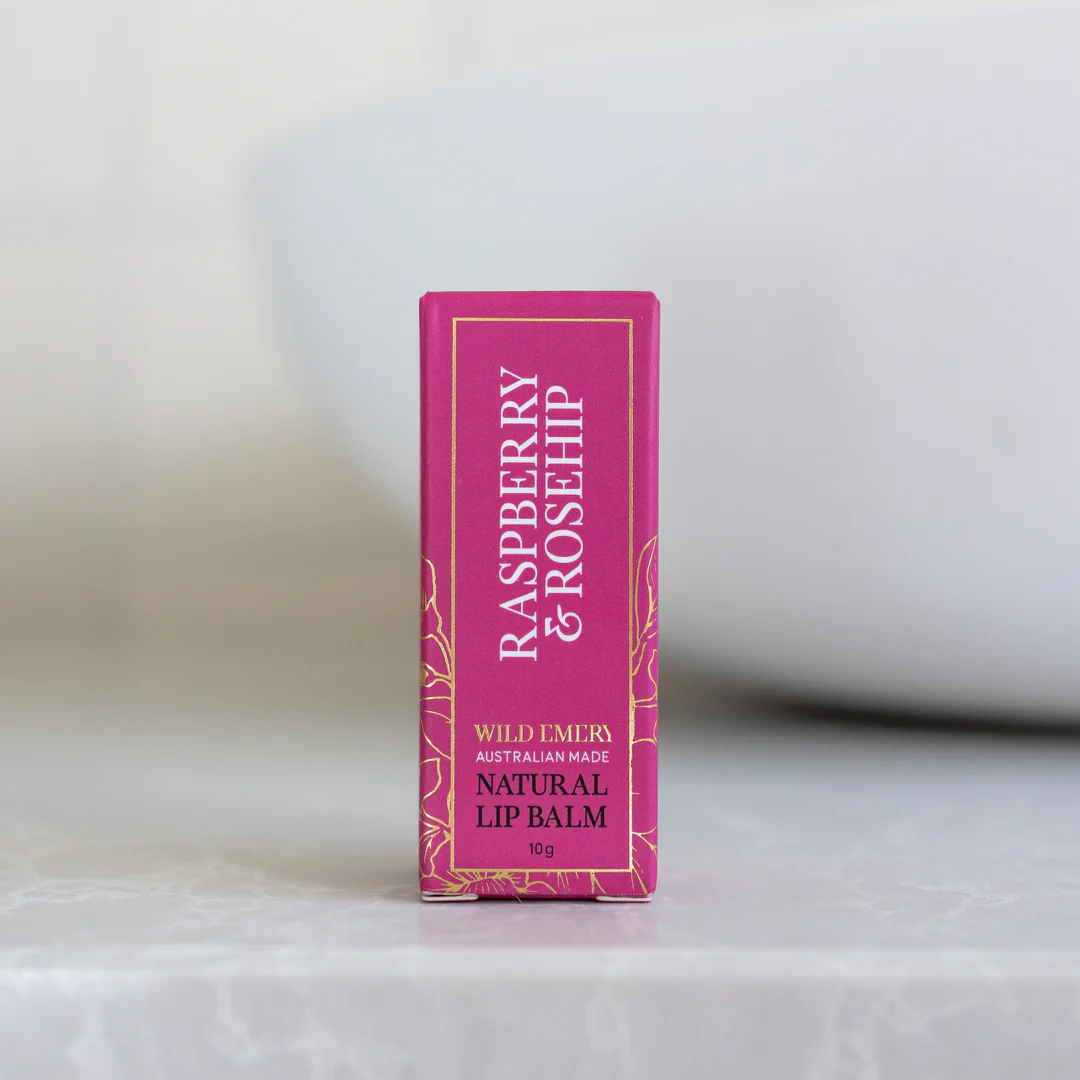 RASPBERRY
& ROSEHIP
WILD EMERY
AUSTRALIAN MADE
NATURAL
LIP BALM
10g